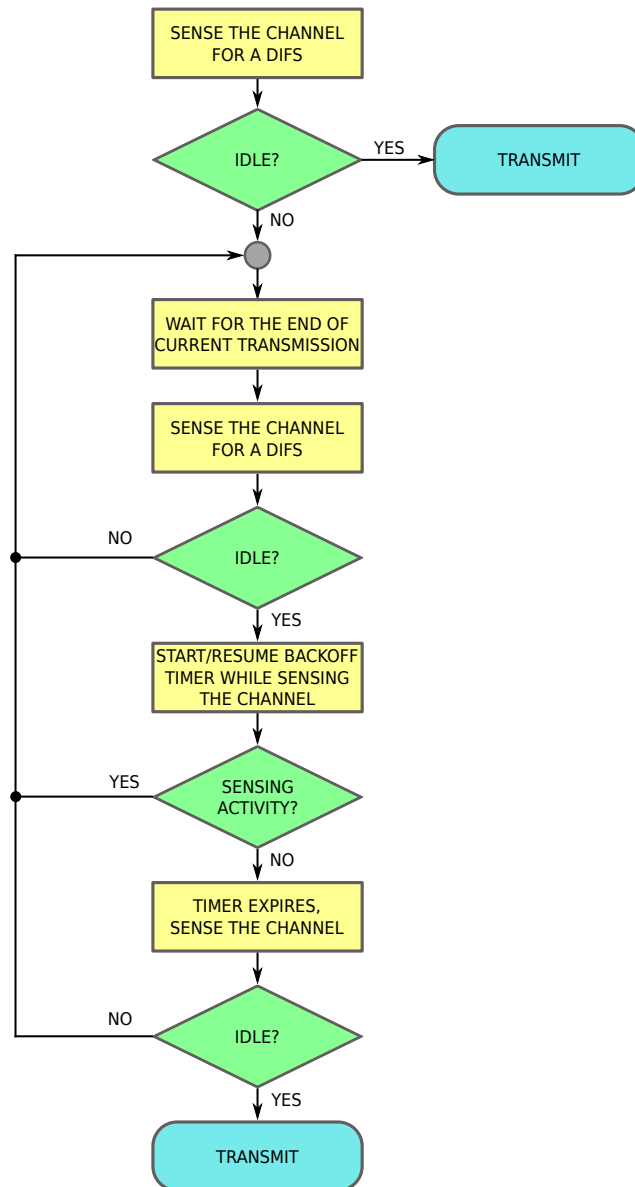 SENSE THE CHANNEL
FOR A DIFS
IDLE?
YES
TRANSMIT
NO
WAIT FOR THE END OF
CURRENT TRANSMISSION
SENSE THE CHANNEL
FOR A DIFS
NO
IDLE?
YES
START/RESUME BACKOFF
TIMER WHILE SENSING
THE CHANNEL
YES
SENSING
ACTIVITY?
NO
TIMER EXPIRES,
SENSE THE CHANNEL
NO
IDLE?
YES
TRANSMIT